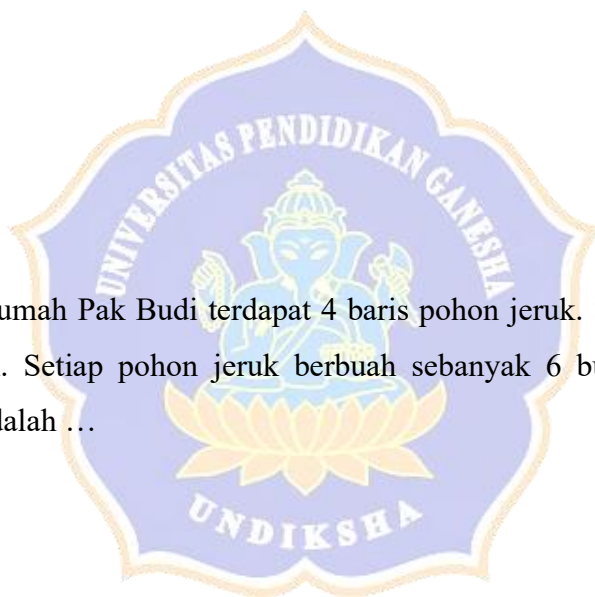 UNIVERSITAS PENDIDIKAN GANESHA
umah Pak Budi terdapat 4 baris pohon jeruk.
. Setiap pohon jeruk berbuah sebanyak 6 bu
dalah …
UNDIKSHA